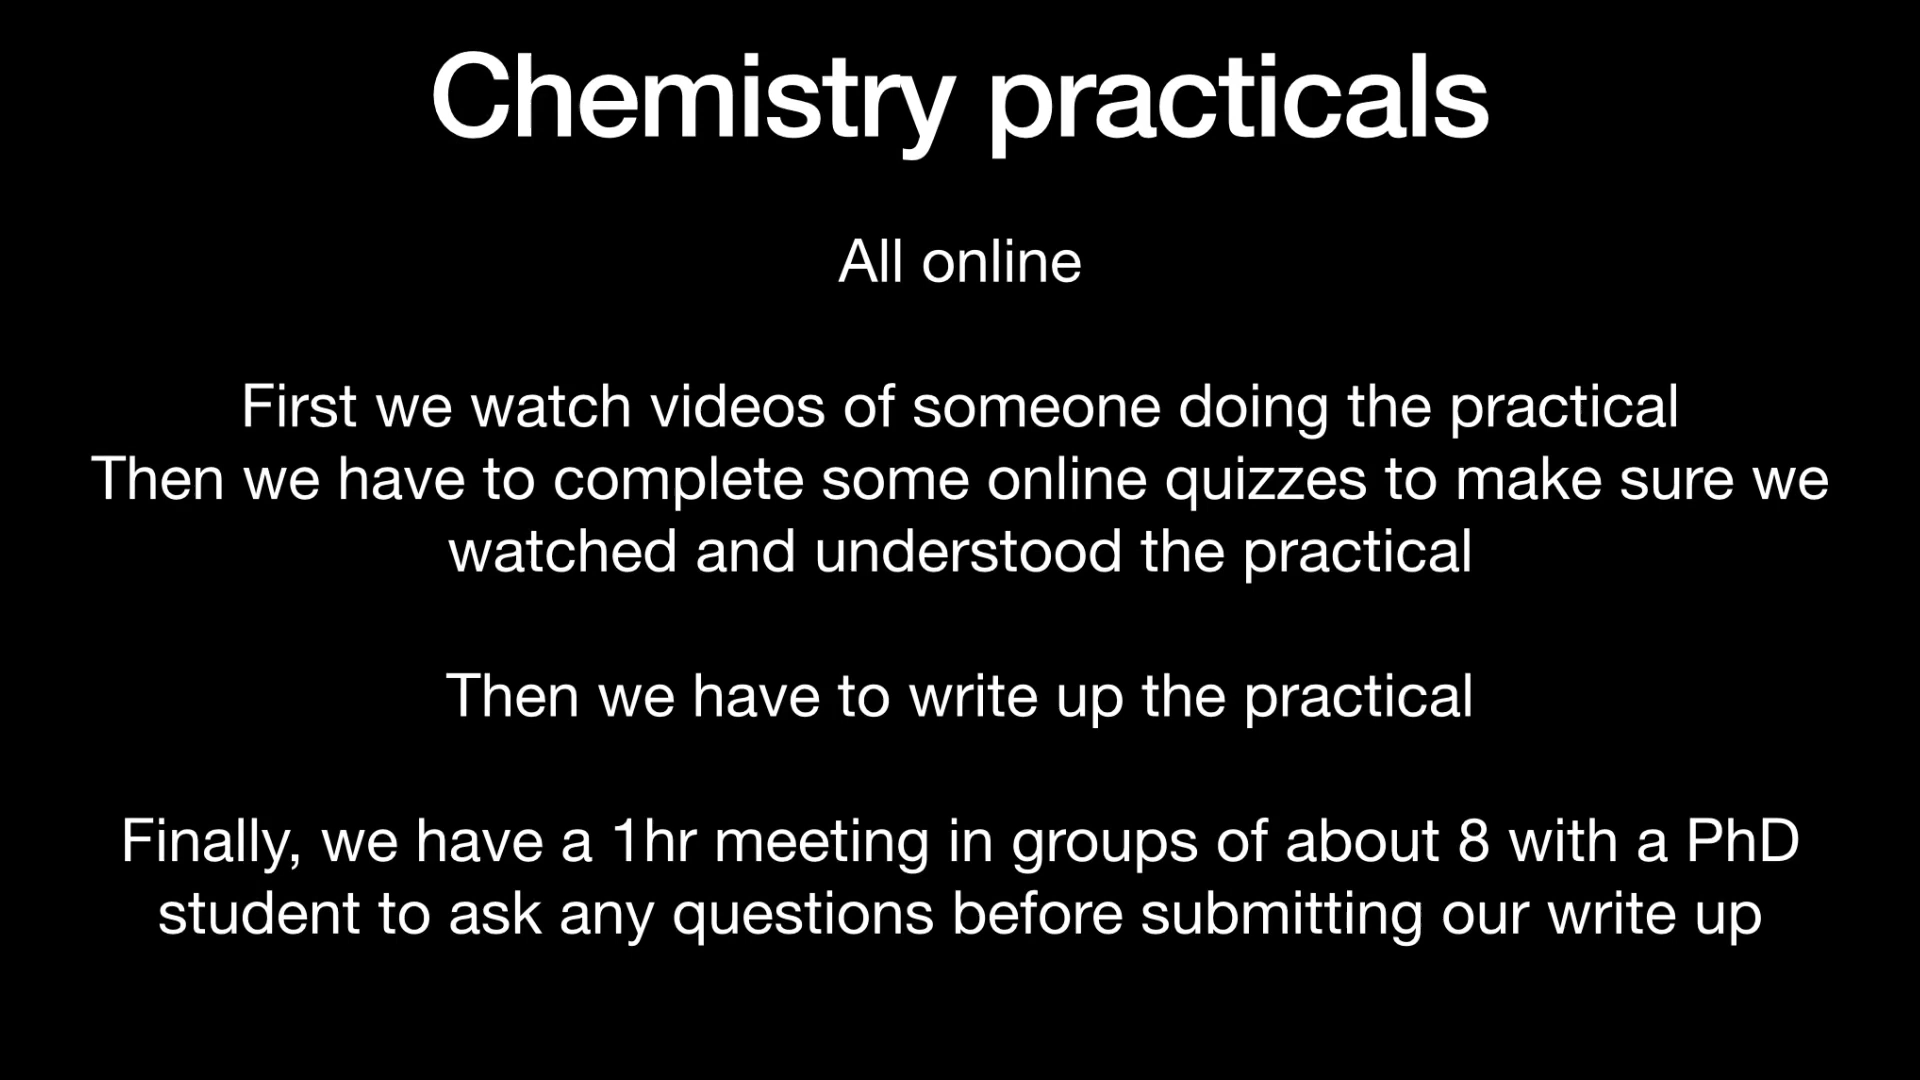 Chemistry practicals
All online
First we watch videos of someone doing the practical
Then we have to complete some online quizzes to make sure we
watched and understood the practical
Then we have to write up the practical
Finally, we have a 1hr meeting in groups of about 8 with a PhD
student to ask any questions before submitting our write up